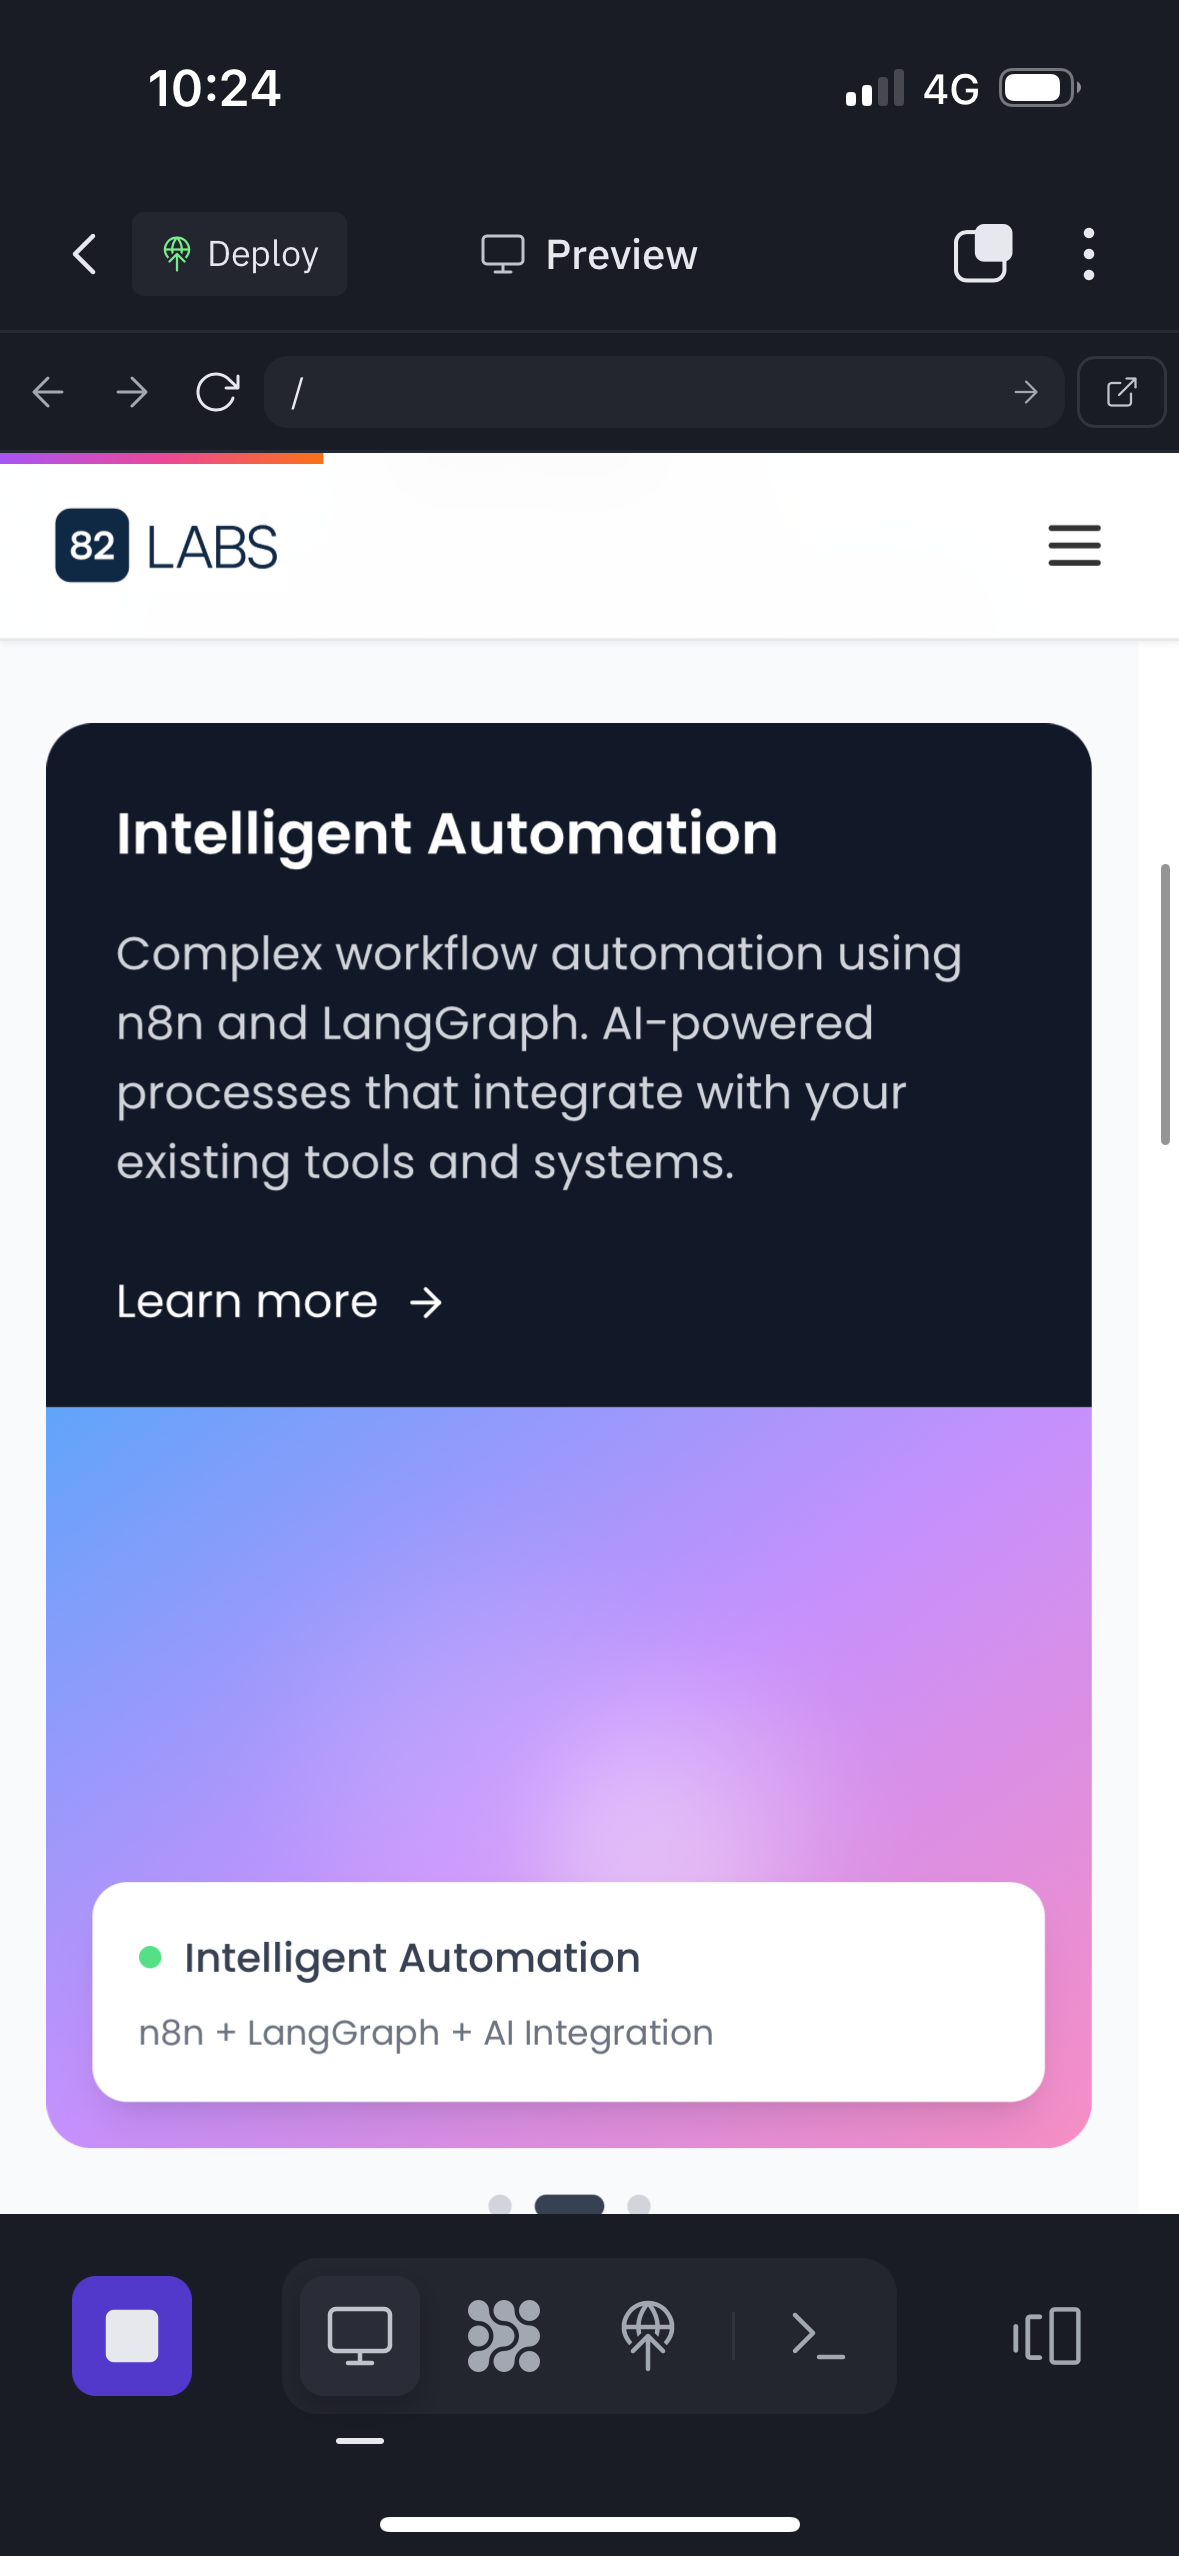 10:24
4G
Deploy
Preview
/
82 LABS
Intelligent Automation
Complex workflow automation using
n8n and LangGraph. AI-powered
processes that integrate with your
existing tools and systems.
Learn more →
Intelligent Automation
n8n + LangGraph + AI Integration